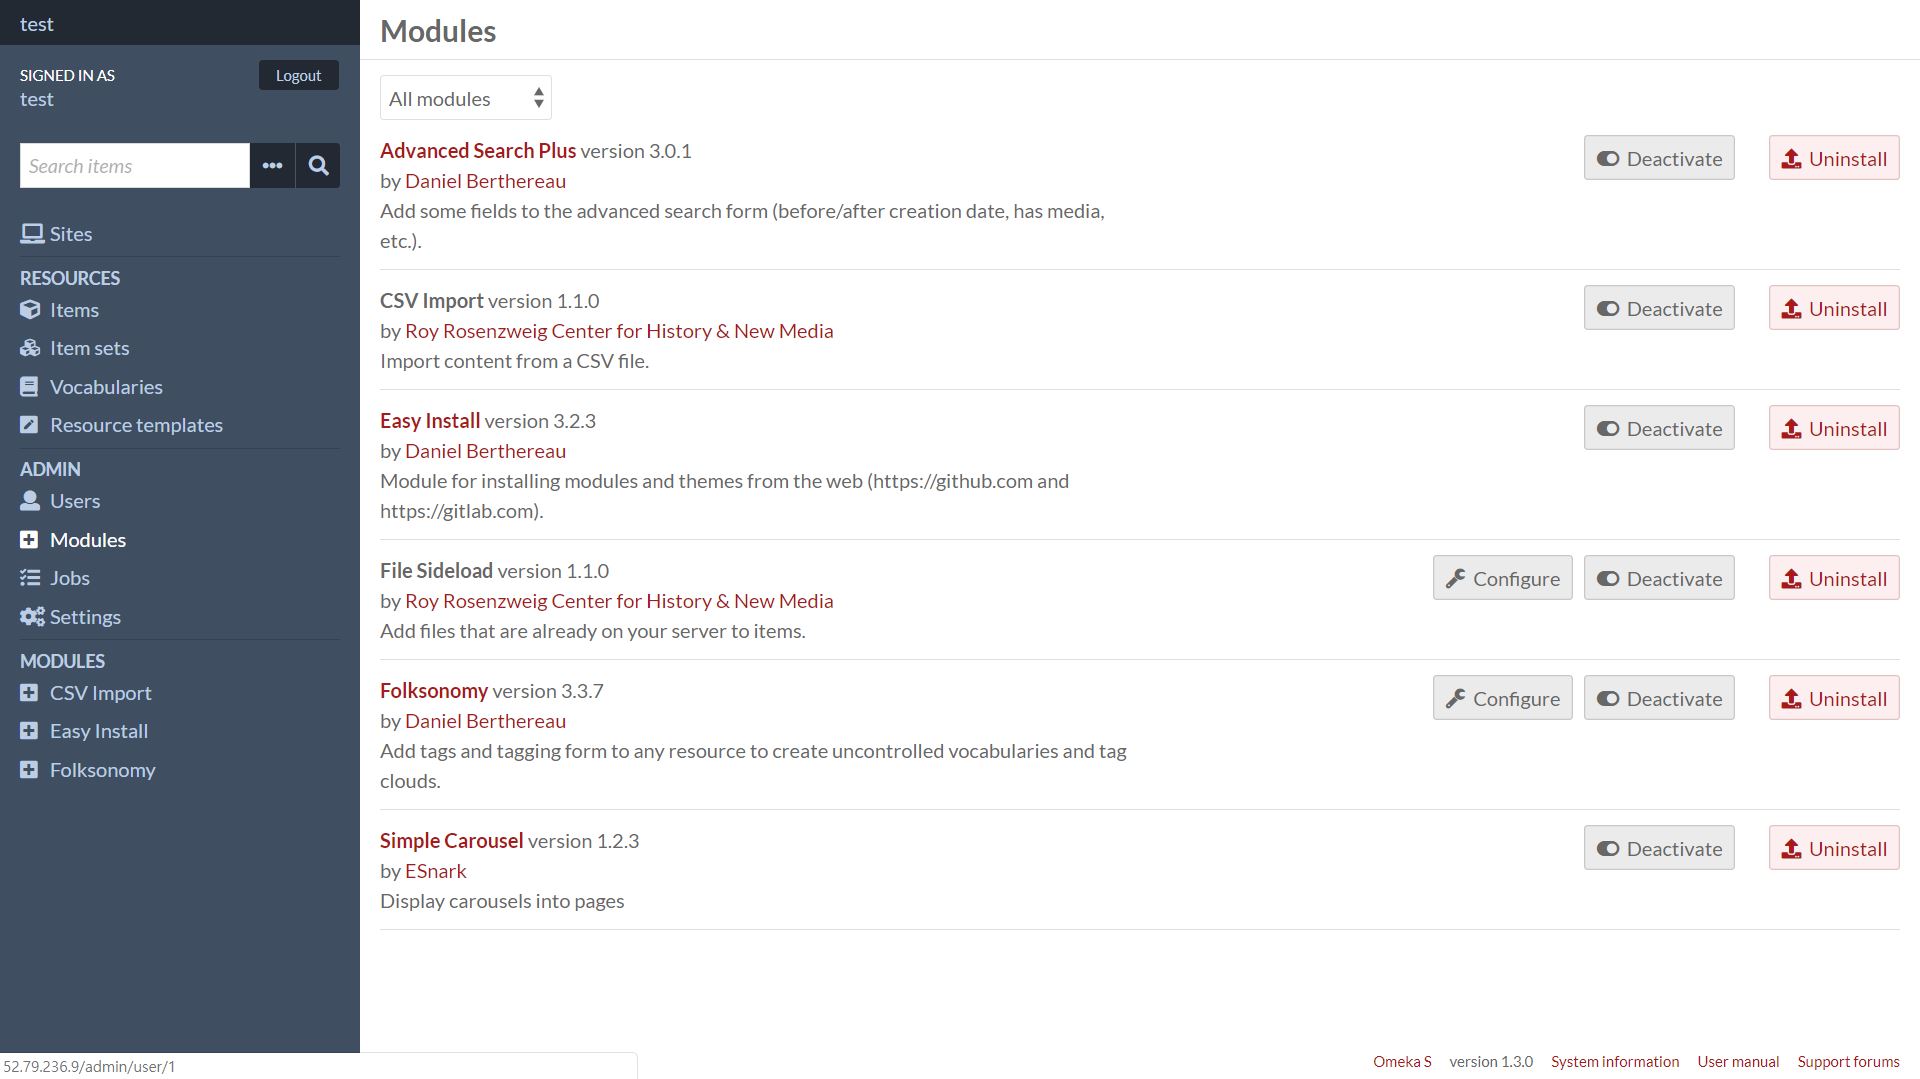 test
SIGNED IN AS
Logout
test
Search items
Sites
RESOURCES
Items
Item sets
Vocabularies
Resource templates
ADMIN
Users
Modules
Jobs
Settings
MODULES
CSV Import
Easy Install
Folksonomy
52.79.236.9/admin/user/1
Modules
All modules
Advanced Search Plus version 3.0.1
Deactivate
Uninstall
by Daniel Berthereau
Add some fields to the advanced search form (before/after creation date, has media,
etc.).
CSV Import version 1.1.0
Deactivate
Uninstall
by Roy Rosenzweig Center for History & New Media
Import content from a CSV file.
Easy Install version 3.2.3
Deactivate
Uninstall
by Daniel Berthereau
Module for installing modules and themes from the web (https://github.com and
https://gitlab.com).
File Sideload version 1.1.0
Configure
Deactivate
Uninstall
by Roy Rosenzweig Center for History & New Media
Add files that are already on your server to items.
Folksonomy version 3.3.7
Configure
Deactivate
Uninstall
by Daniel Berthereau
Add tags and tagging form to any resource to create uncontrolled vocabularies and tag
clouds.
Simple Carousel version 1.2.3
Deactivate
Uninstall
by ESnark
Display carousels into pages
Omeka S version 1.3.0 System information User manual Support forums